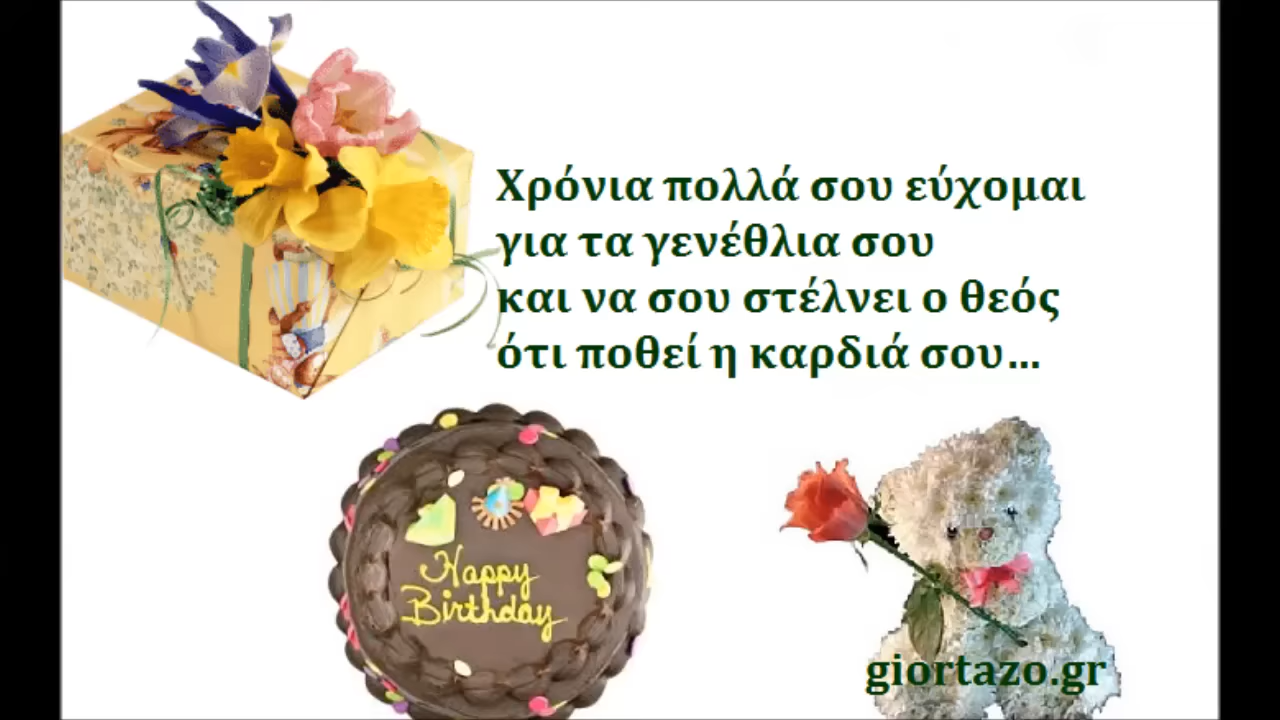 Χρόνια πολλά σου εύχομαι
για τα γενέθλια σου
και να σου στέλνει ο θεός
ότι ποθεί η καρδιά σου...
Happy
Birthday
giortazo.gr